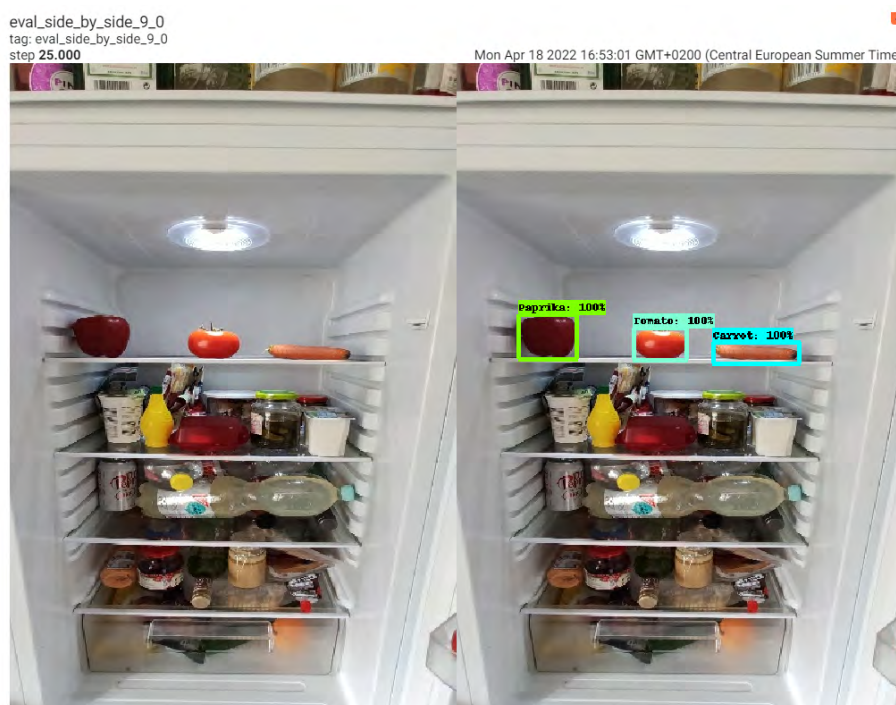 eval_side_by_side_9_0
tag: eval_side_by_side_9_0
step 25.000
Mon Apr 18 2022 16:53:01 GMT+0200 (Central European Summer Time
Paprika: 100%
Tomato: 100%
Carrot: 100%